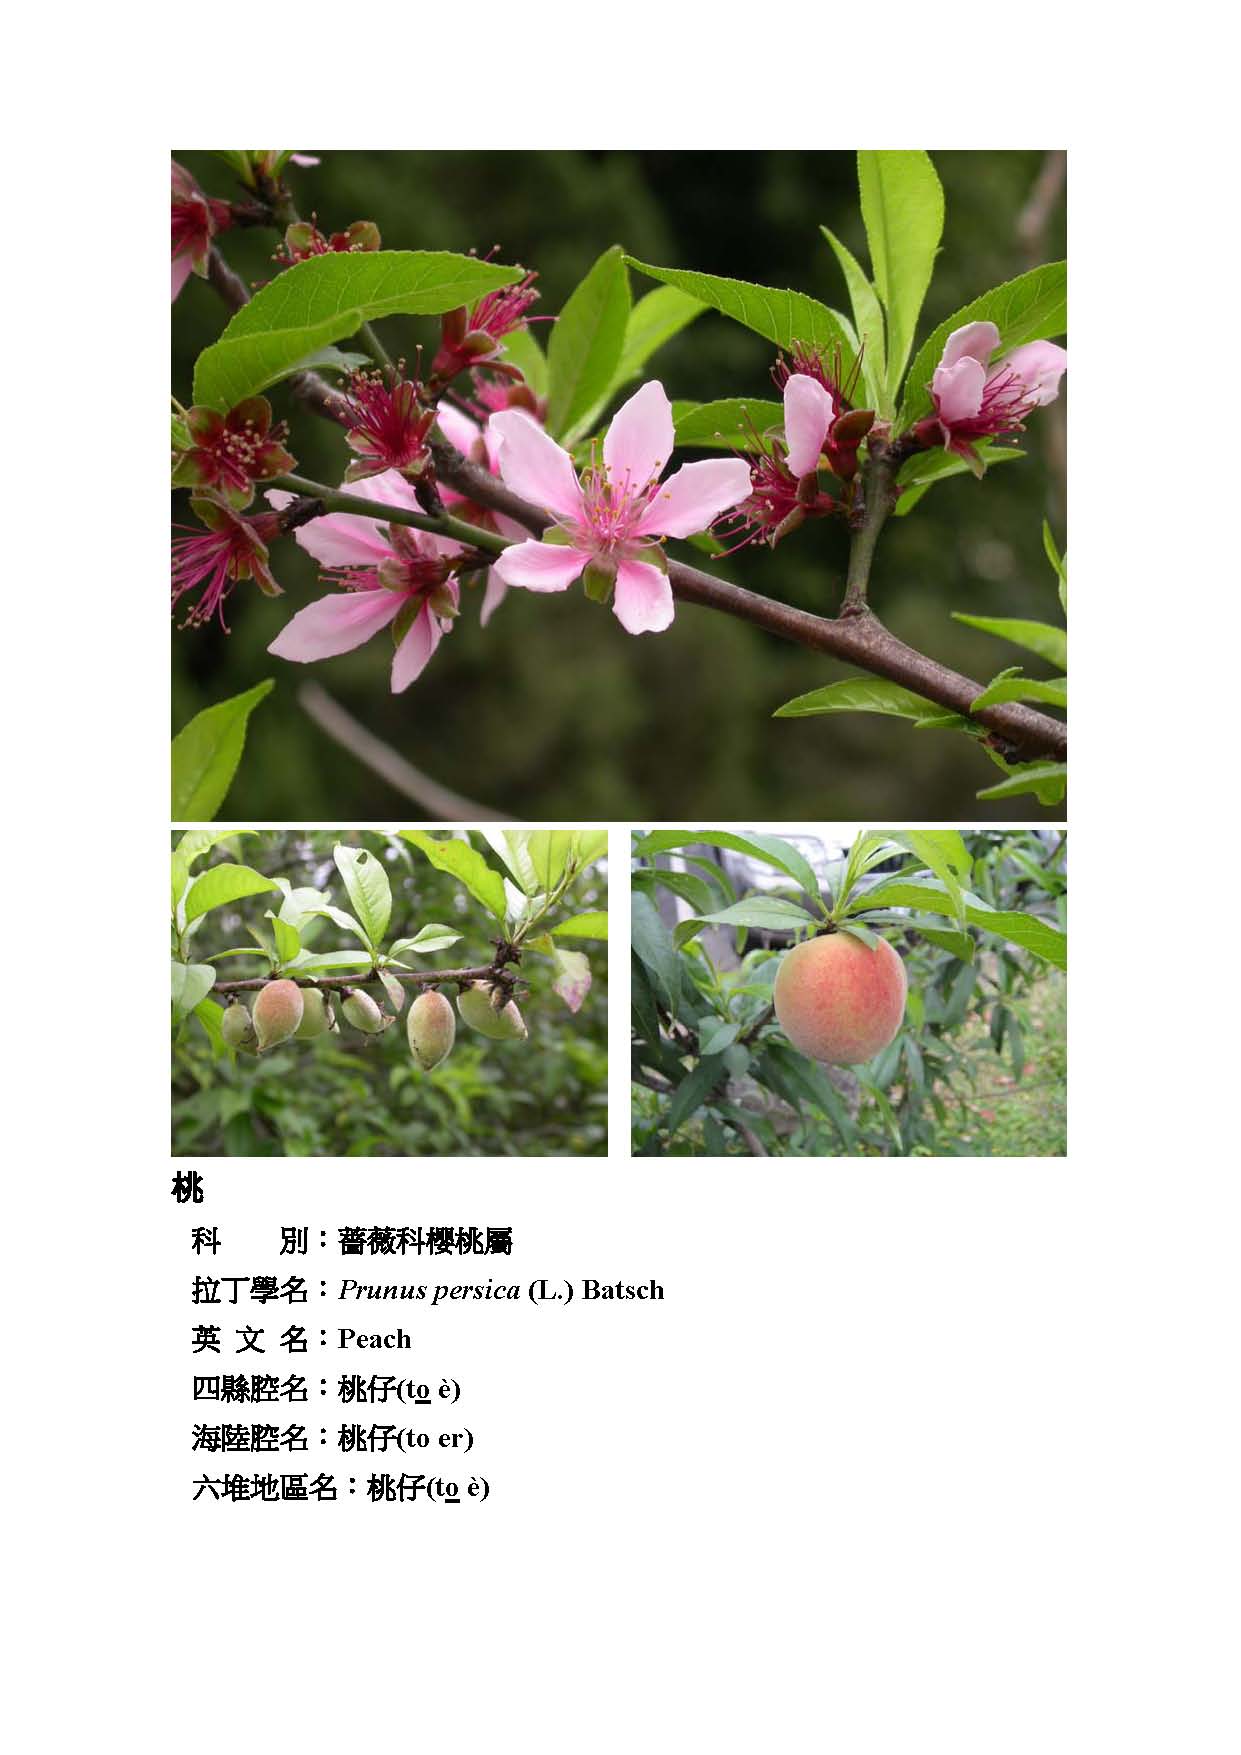 桃
科　　別：薔薇科櫻桃屬
拉丁學名：Prunus persica (L.) Batsch
英 文 名：Peach
四縣腔名：桃仔(to è)
海陸腔名：桃仔(to er)
六堆地區名：桃仔(to è)